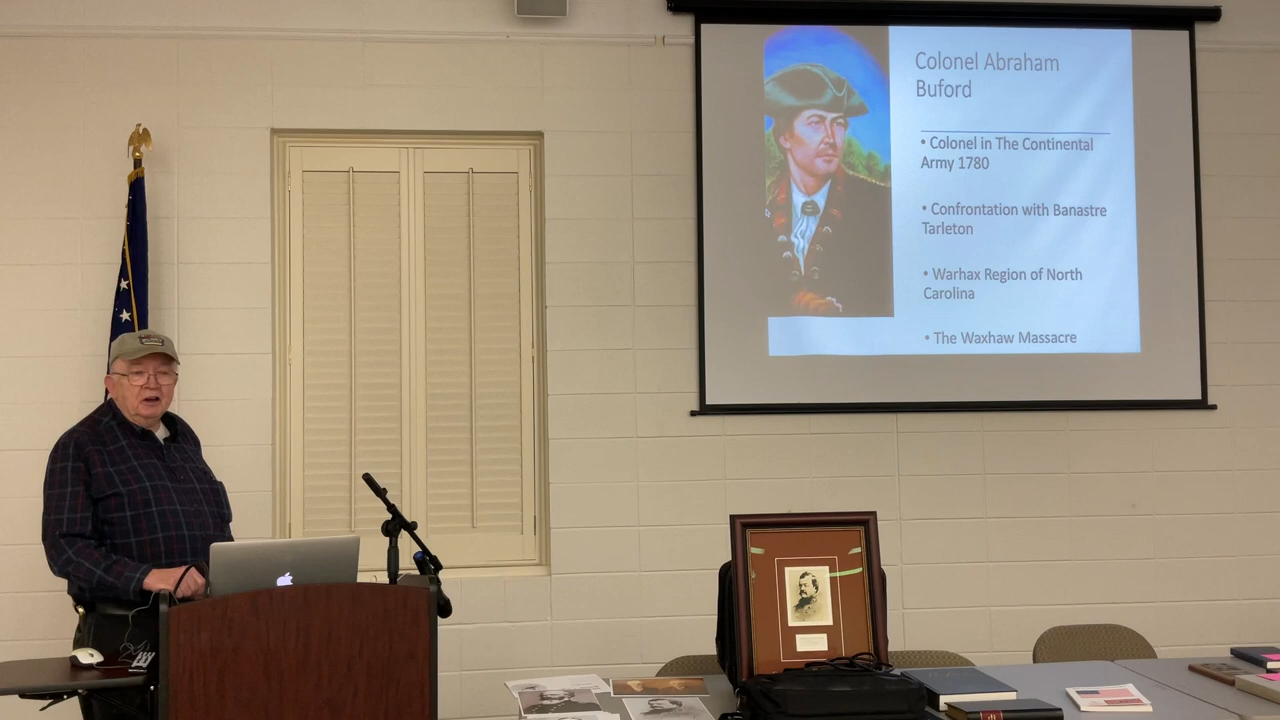 Colonel Abraham
Buford
• Colonel in The Continental
Army 1780
• Confrontation with Banastre
Tarleton
• Warhax Region of North
Carolina
• The Waxhaw Massacre